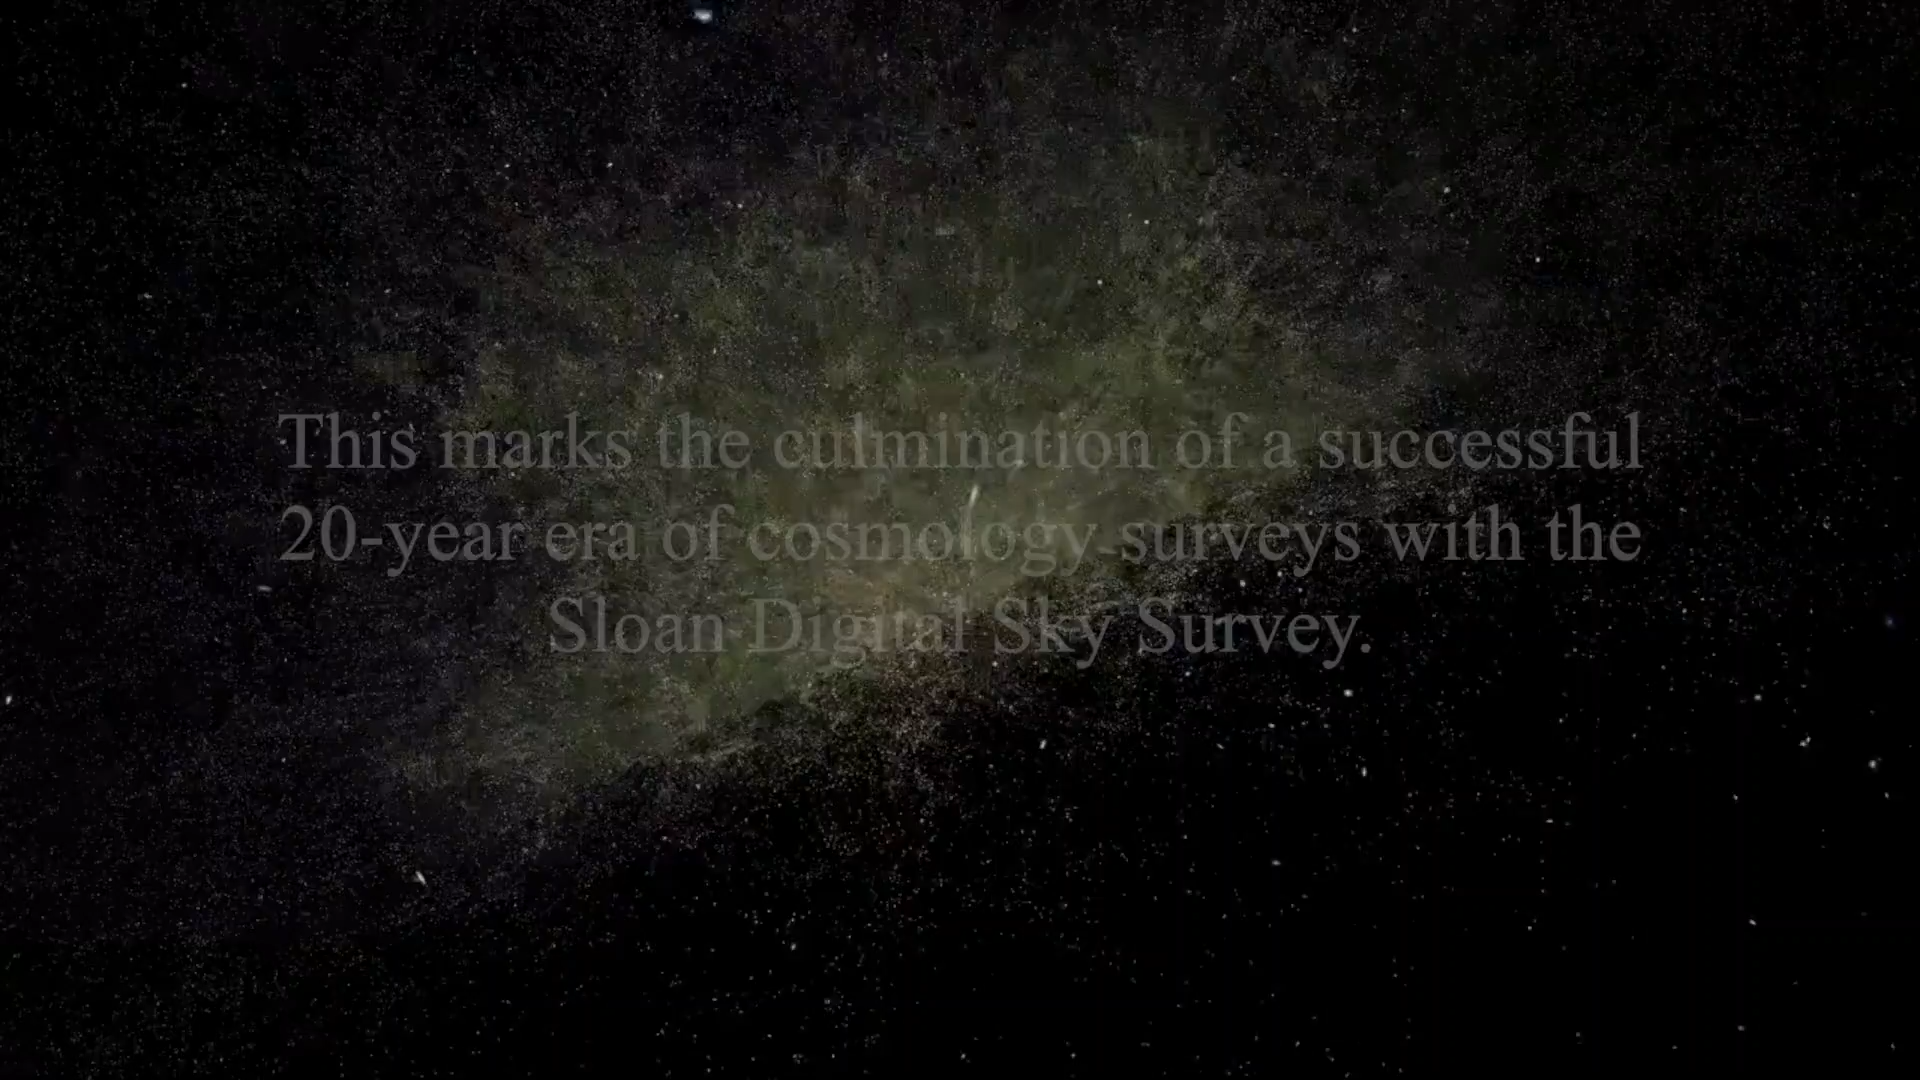 This marks the culmination of a successful
20-year era of cosmology surveys with the
Sloan Digital Sky Survey.